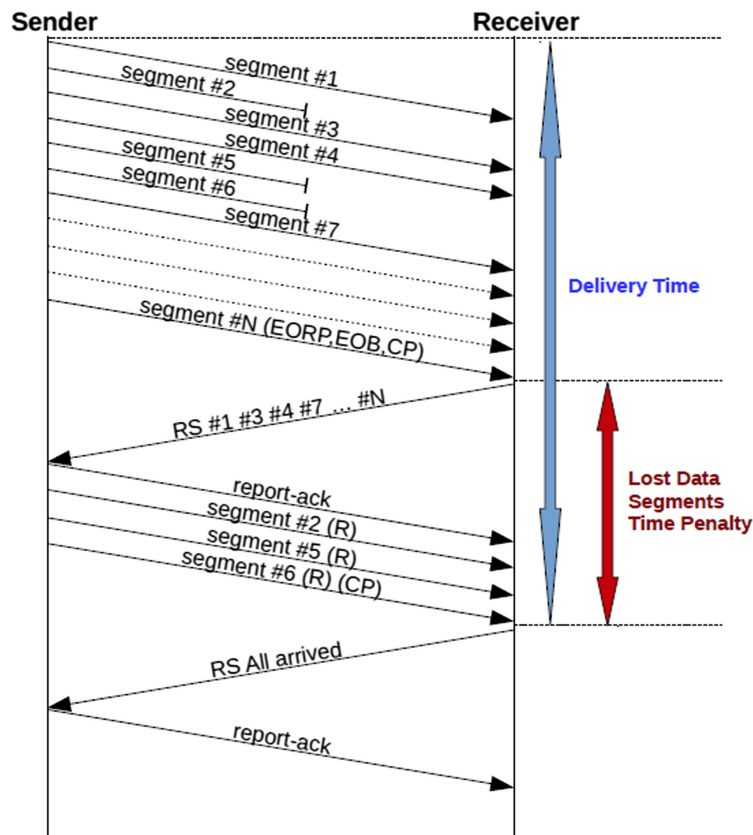 Sender
Receiver
segment #1
segment #2
segment #3
segment #4
segment #5
segment #6
segment #7
Delivery Time
segment #N (EORP,EOB,CP)
RS #1 #3 #4 #7 ... #N
Lost Data
Segments
Time Penalty
report-ack
segment #2 (R)
segment #5 (R)
segment #6 (R) (CP)
RS All arrived
report-ack